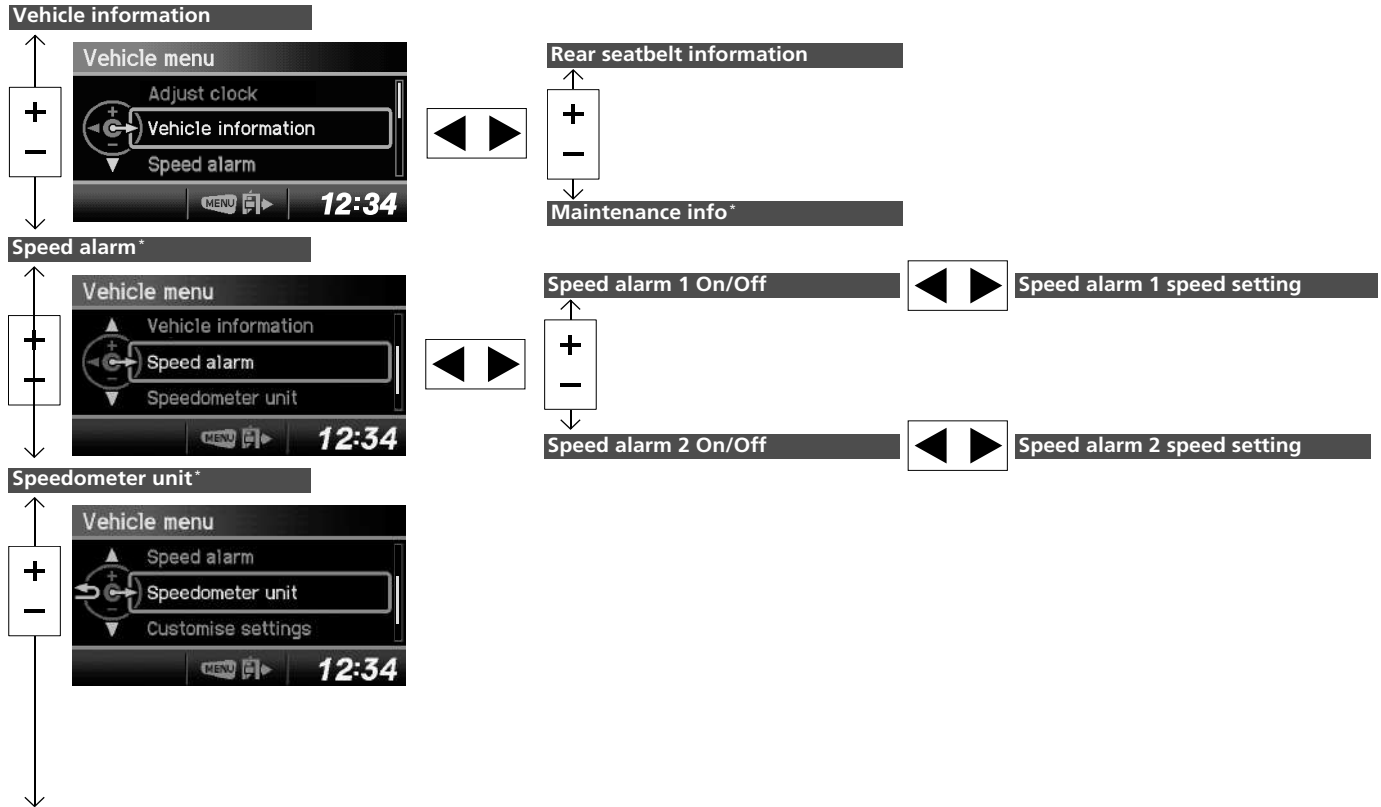 Vehicle information
Vehicle menu
Adjust clock
Vehicle information
Speed alarm
MENU
12:34
+
−
+
−
Rear seatbelt information
+
−
Maintenance info*
Speed alarm*
Vehicle menu
Vehicle information
Speed alarm
Speedometer unit
MENU
12:34
+
−
+
−
Speed alarm 1 On/Off
Speed alarm 1 speed setting
+
−
Speed alarm 2 On/Off
Speed alarm 2 speed setting
Speedometer unit*
Vehicle menu
Speed alarm
Speedometer unit
Customise settings
MENU
12:34
+
−
+
−